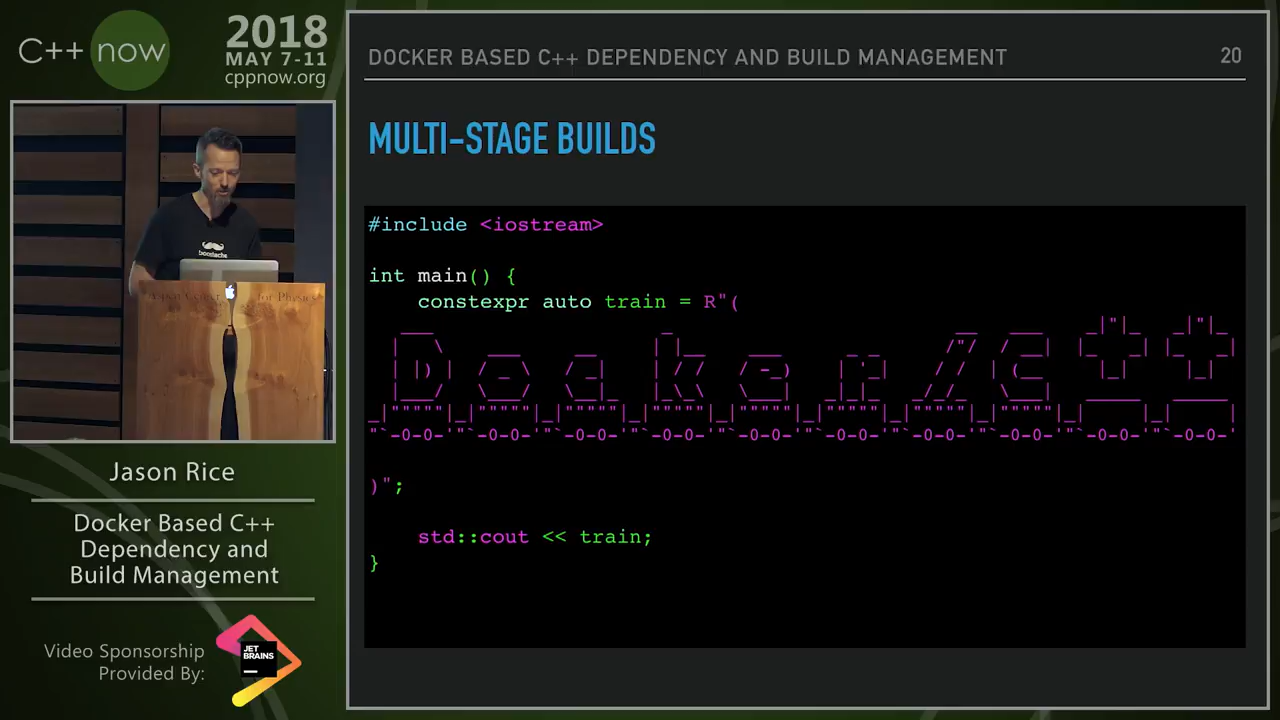 C++ now
2018
MAY 7-11
cppnow.org
boostache
Jason Rice
Docker Based C++
Dependency and
Build Management
Video Sponsorship
Provided By:
JET
BRAINS
DOCKER BASED C++ DEPENDENCY AND BUILD MANAGEMENT
20
MULTI-STAGE BUILDS
#include <iostream>
int main() {
constexpr auto train = R"(
Docker/C++
)";
std::cout << train;
}